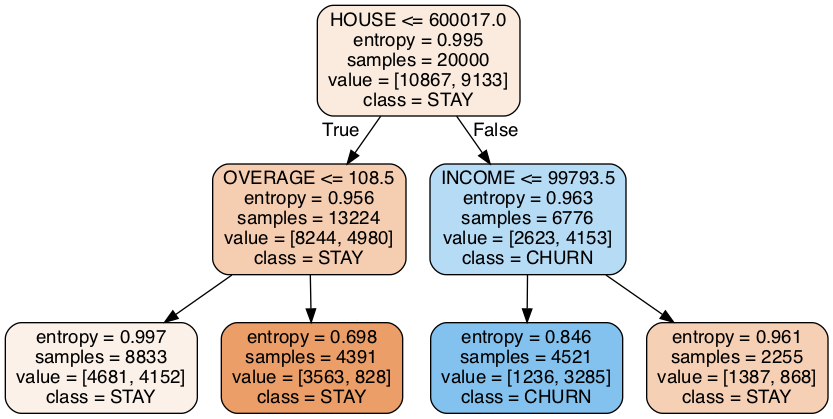 HOUSE <= 600017.0
entropy = 0.995
samples = 20000
value = [10867, 9133]
class = STAY
True
False
OVERAGE <= 108.5
entropy = 0.956
samples = 13224
value = [8244, 4980]
class = STAY
INCOME <= 99793.5
entropy = 0.963
samples = 6776
value = [2623, 4153]
class = CHURN
entropy = 0.997
samples = 8833
value = [4681, 4152]
class = STAY
entropy = 0.698
samples = 4391
value = [3563, 828]
class = STAY
entropy = 0.846
samples = 4521
value = [1236, 3285]
class = CHURN
entropy = 0.961
samples = 2255
value = [1387, 868]
class = STAY